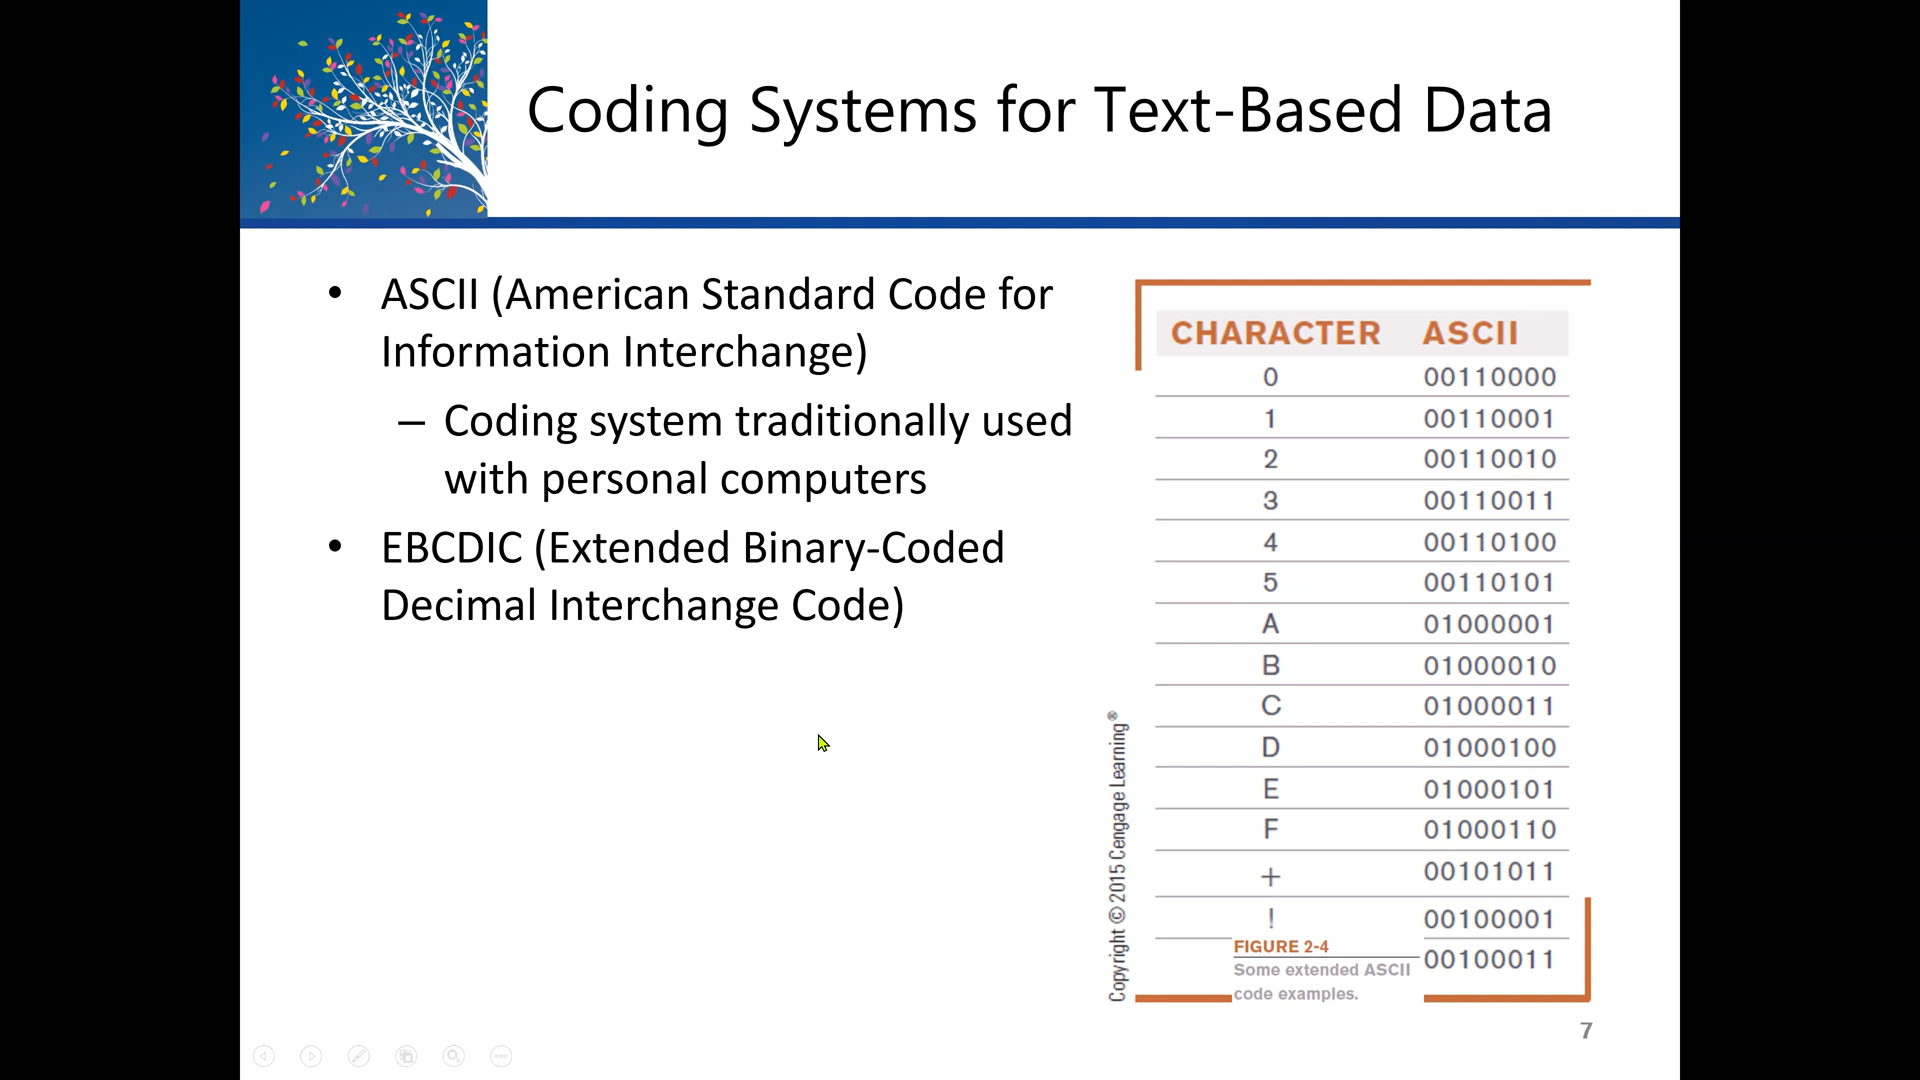 Coding Systems for Text-Based Data
• ASCII (American Standard Code for
Information Interchange)
– Coding system traditionally used
with personal computers
• EBCDIC (Extended Binary-Coded
Decimal Interchange Code)
CHARACTER ASCII
0 00110000
1 00110001
2 00110010
3 00110011
4 00110100
5 00110101
A 01000001
B 01000010
C 01000011
D 01000100
E 01000101
F 01000110
+ 00101011
! 00100001
00100011
FIGURE 2-4
Some extended ASCII
code examples.
Copyright © 2015 Cengage Learning®
7